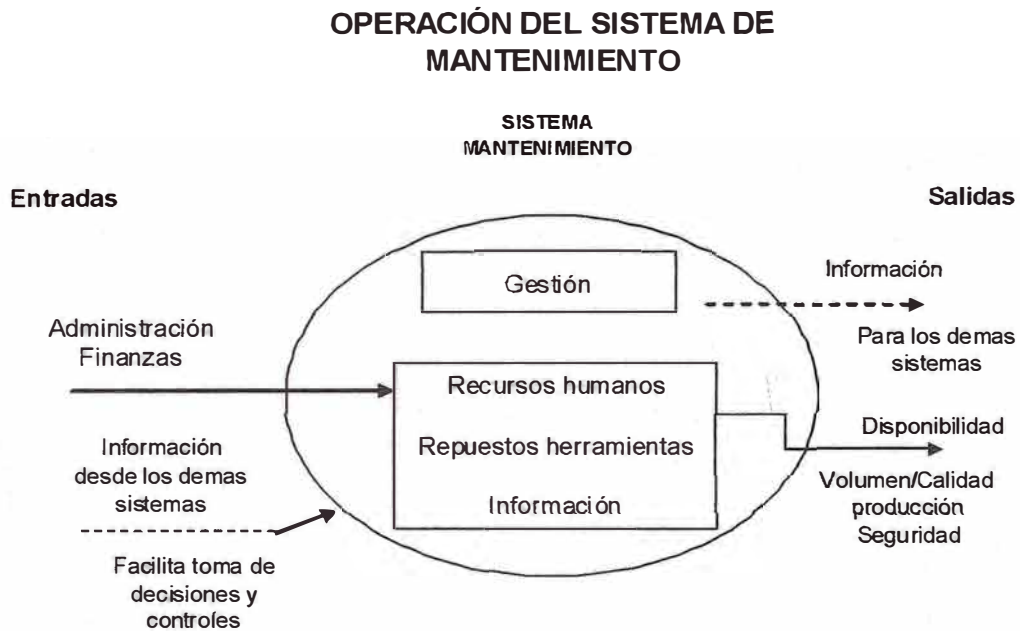 OPERACIÓN DEL SISTEMA DE
MANTENIMIENTO
SISTEMA
MANTENIMIENTO
Entradas
Salidas
Gestión
Información
Para los demas
sistemas
Administración
Finanzas
Recursos humanos
Repuestos herramientas
Información
Disponibilidad
Volumen/Calidad
producción
Seguridad
Información
desde los demas
sistemas
Facilita toma de
decisiones y
controles